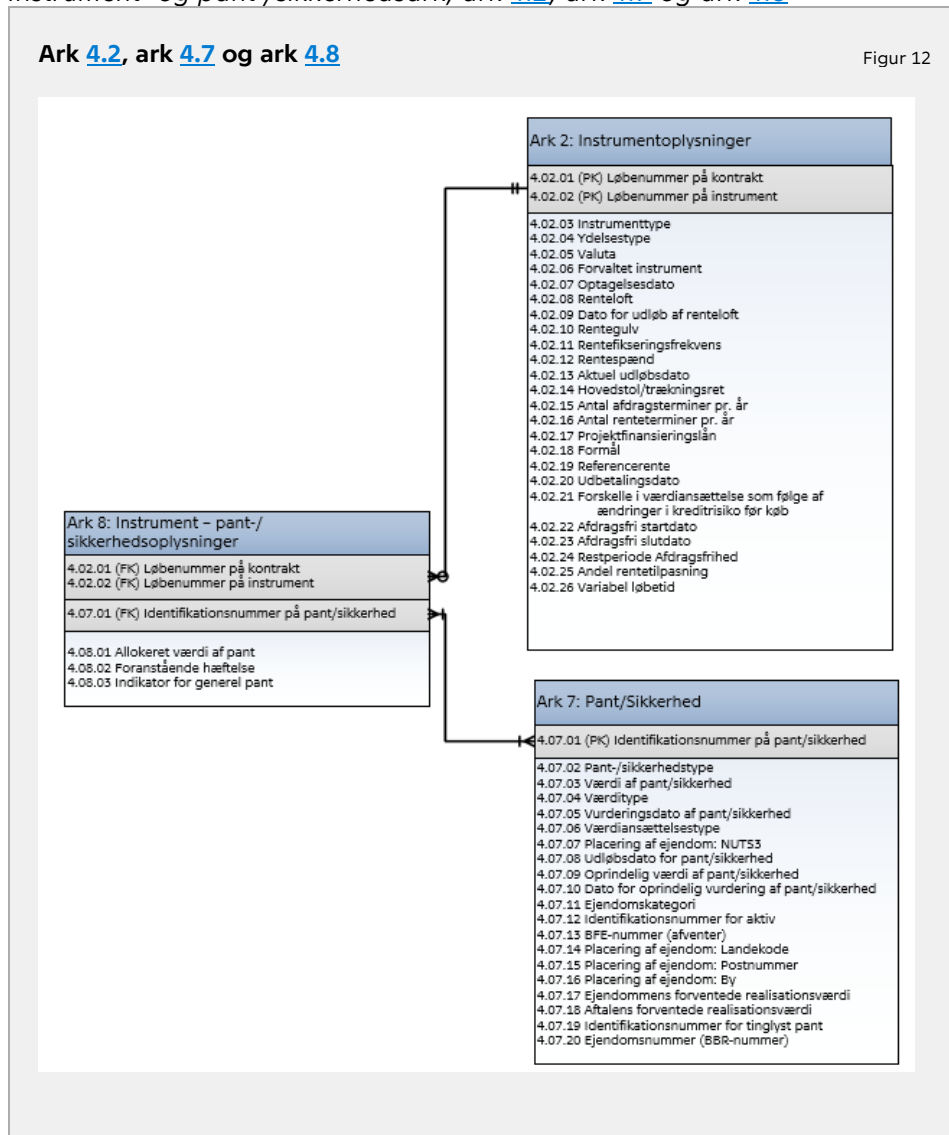 Ark 4.2, ark 4.7 og ark 4.8
Figur 12
Ark 2: Instrumentoplysninger
4.02.01 (PK) Løbenummer på kontrakt
4.02.02 (PK) Løbenummer på instrument
4.02.03 Instrumenttype
4.02.04 Ydelsestype
4.02.05 Valuta
4.02.06 Forvaltet instrument
4.02.07 Optagelsesdato
4.02.08 Renteloft
4.02.09 Dato for udløb af renteloft
4.02.10 Rentegulv
4.02.11 Rentefikseringsfrekvens
4.02.12 Rentespænd
4.02.13 Aktuel udløbsdato
4.02.14 Hovedstol/trækningsret
4.02.15 Antal afdragsterminer pr. år
4.02.16 Antal renteterminer pr. år
4.02.17 Projektfinansieringslån
4.02.18 Formål
4.02.19 Referencerente
4.02.20 Udbetalingsdato
4.02.21 Forskelle i værdiansættelse som følge af
ændringer i kreditrisiko før køb
4.02.22 Afdragsfri startdato
4.02.23 Afdragsfri slutdato
4.02.24 Restperiode Afdragsfrihed
4.02.25 Andel rentetilpasning
4.02.26 Variabel løbetid
Ark 8: Instrument – pant-/
sikkerhedsoplysninger
4.02.01 (FK) Løbenummer på kontrakt
4.02.02 (FK) Løbenummer på instrument
4.07.01 (FK) Identifikationsnummer på pant/sikkerhed
4.08.01 Allokeret værdi af pant
4.08.02 Foranstående hæftelse
4.08.03 Indikator for generel pant
Ark 7: Pant/Sikkerhed
4.07.01 (PK) Identifikationsnummer på pant/sikkerhed
4.07.02 Pant-/sikkerhedstype
4.07.03 Værdi af pant/sikkerhed
4.07.04 Værditype
4.07.05 Vurderingsdato af pant/sikkerhed
4.07.06 Værdiansættelsestype
4.07.07 Placering af ejendom: NUTS3
4.07.08 Udløbsdato for pant/sikkerhed
4.07.09 Oprindelig værdi af pant/sikkerhed
4.07.10 Dato for oprindelig vurdering af pant/sikkerhed
4.07.11 Ejendomskategori
4.07.12 Identifikationsnummer for aktiv
4.07.13 BFE-nummer (afventer)
4.07.14 Placering af ejendom: Landekode
4.07.15 Placering af ejendom: Postnummer
4.07.16 Placering af ejendom: By
4.07.17 Ejendommens forventede realisationsværdi
4.07.18 Aftalens forventede realisationsværdi
4.07.19 Identifikationsnummer for tinglyst pant
4.07.20 Ejendomsnummer (BBR-nummer)